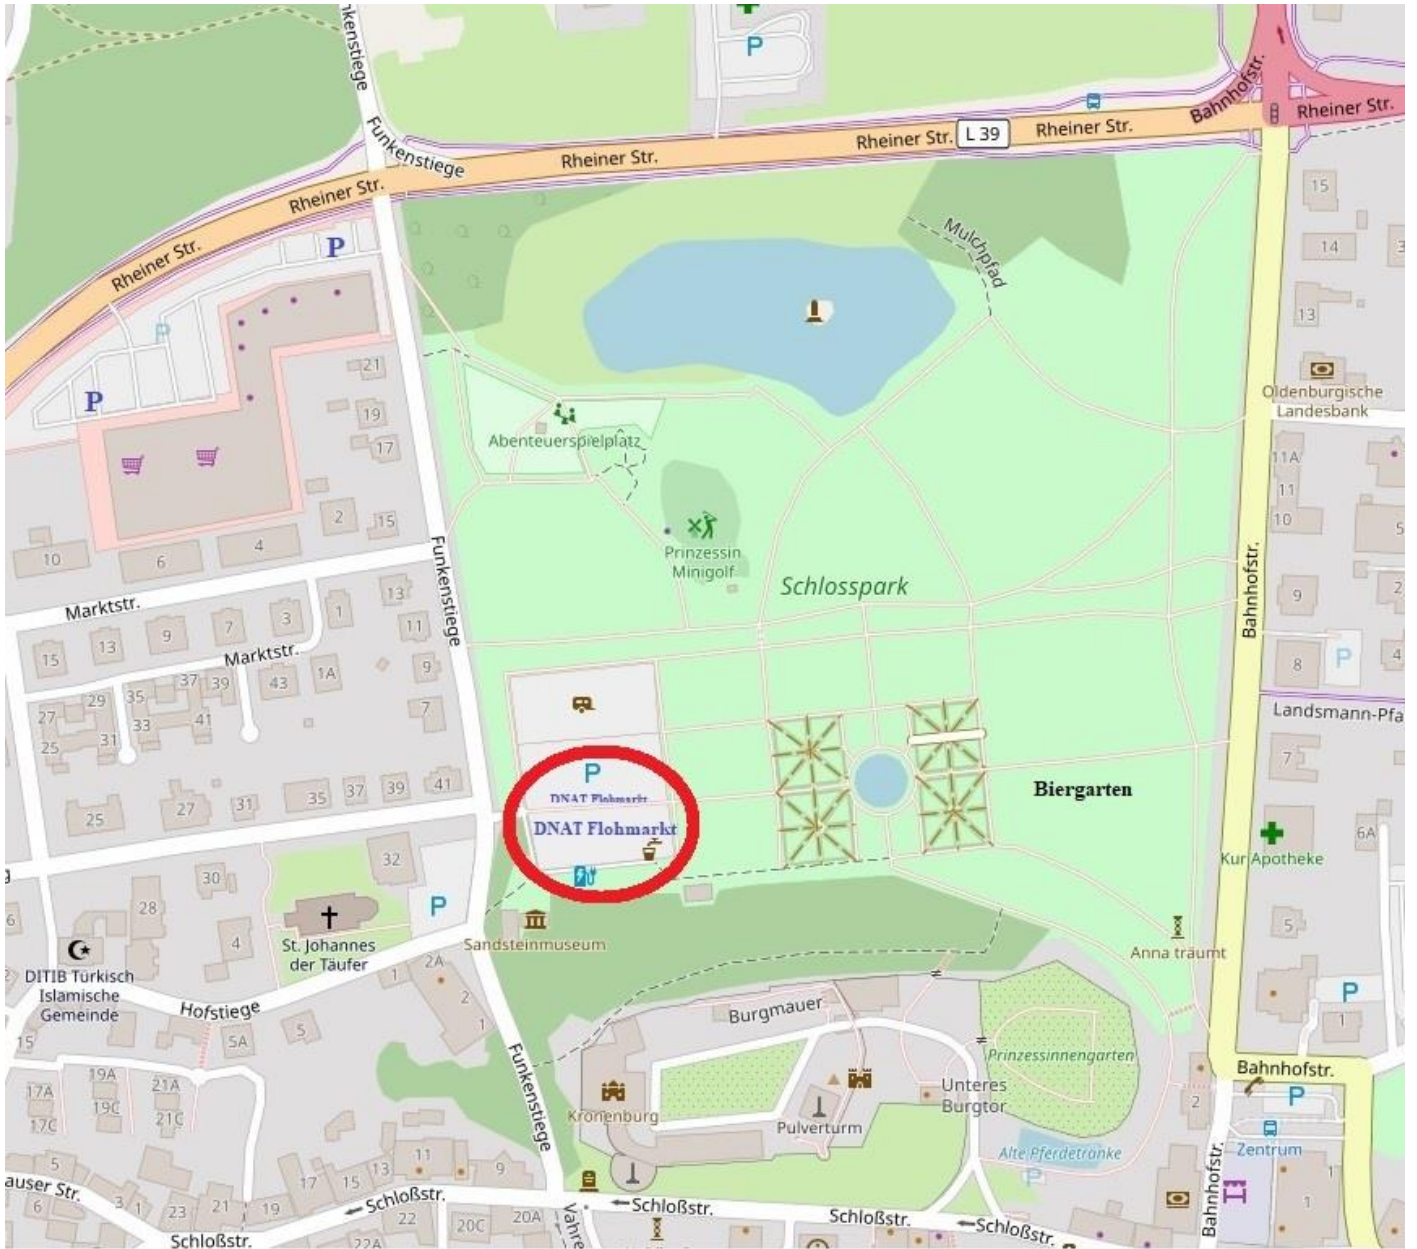 Funkenstiege
P
Bahnhofstr.
Rheiner Str.
Rheiner Str.
L 39
Rheiner Str.
Funkenstiege
Rheiner Str.
Rheiner Str.
15
Mulchpfad
14
3
P
Rheiner Str.
P
13
21
Oldenburgische
Landesbank
P
19
Abenteuerspielplatz
17
11A
11
2
15
10
5
Prinzessin
Minigolf
10
6
4
Funkenstiege
Schlosspark
Bahnhofstr.
13
9
2
Marktstr.
3
1
7
9
11
13
15
Marktstr.
9
8
P
4
37
39
43
1A
29
35
7
Landsmann-Pfa
27
33
41
25
31
7
P
DNAT Flohmarkt
Biergarten
41
39
37
35
31
27
25
DNAT Flohmarkt
6A
Kur Apotheke
32
30
P
28
6
4
5
St. Johannes
der Täufer
Sandsteinmuseum
Anna träumt
DITIB Türkisch
Islamische
Gemeinde
2A
1
2
P
Hofstiege
Burgmauer
1
5
1
5A
15
Prinzessinnengarten
Funkenstiege
Bahnhofstr.
19A
21A
17A
Unteres
Burgtor
P
19C
21C
17C
Kronenburg
Pulverturm
2
Alte Pferdetränke
Zentrum
P
11
13
9
5
15
17
1
auser Str.
3
1
6
23
21
19
Schloßstr.
Schloßstr.
Schloßstr.
Schloßstr.
Bahnhofstr.
1
22
20C
20A
Vahre
Schloßstr.
22A